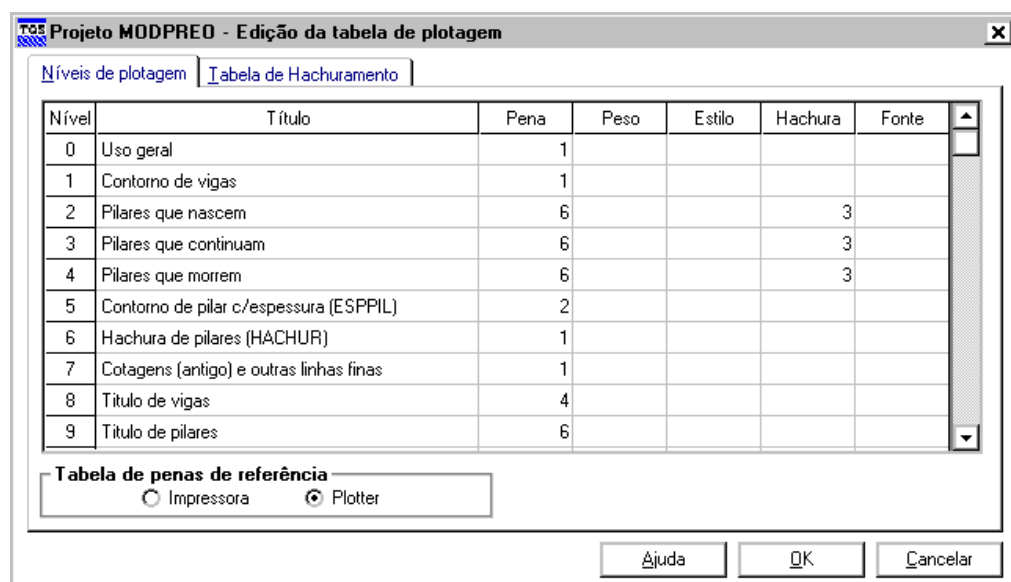 TQS Projeto MODPREO - Edição da tabela de plotagem
Níveis de plotagem Tabela de Hachuramento
Nível Título Pena Peso Estilo Hachura Fonte
0 Uso geral 1
1 Contorno de vigas 1
2 Pilares que nascem 6 3
3 Pilares que continuam 6 3
4 Pilares que morrem 6 3
5 Contorno de pilar c/espessura (ESPPIL) 2
6 Hachura de pilares (HACHUR) 1
7 Cotagens (antigo) e outras linhas finas 1
8 Titulo de vigas 4
9 Titulo de pilares 6
Tabela de penas de referência
Impressora Plotter
Ajuda OK Cancelar